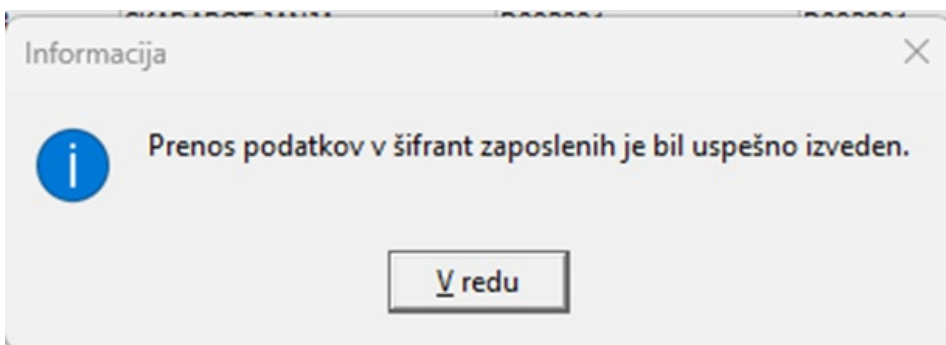 Informacija
Prenos podatkov v šifrant zaposlenih je bil uspešno izveden.
V redu